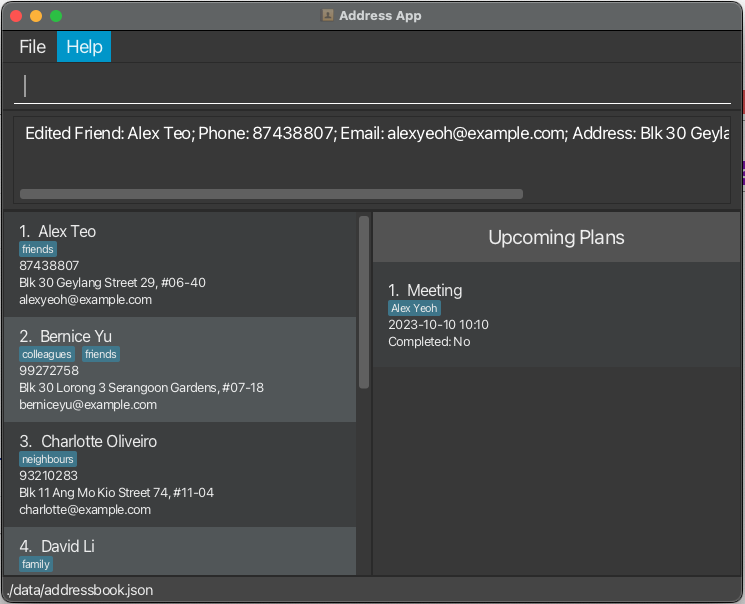 Address App
File Help
Edited Friend: Alex Teo; Phone: 87438807; Email: alexyeoh@example.com; Address: Blk 30 Geyla
1. Alex Teo
friends
87438807
Blk 30 Geylang Street 29, #06-40
alexyeoh@example.com
2. Bernice Yu
colleagues friends
99272758
Blk 30 Lorong 3 Serangoon Gardens, #07-18
berniceyu@example.com
3. Charlotte Oliveiro
neighbours
93210283
Blk 11 Ang Mo Kio Street 74, #11-04
charlotte@example.com
4. David Li
family
Upcoming Plans
1. Meeting
Alex Yeoh
2023-10-10 10:10
Completed: No
./data/addressbook.json